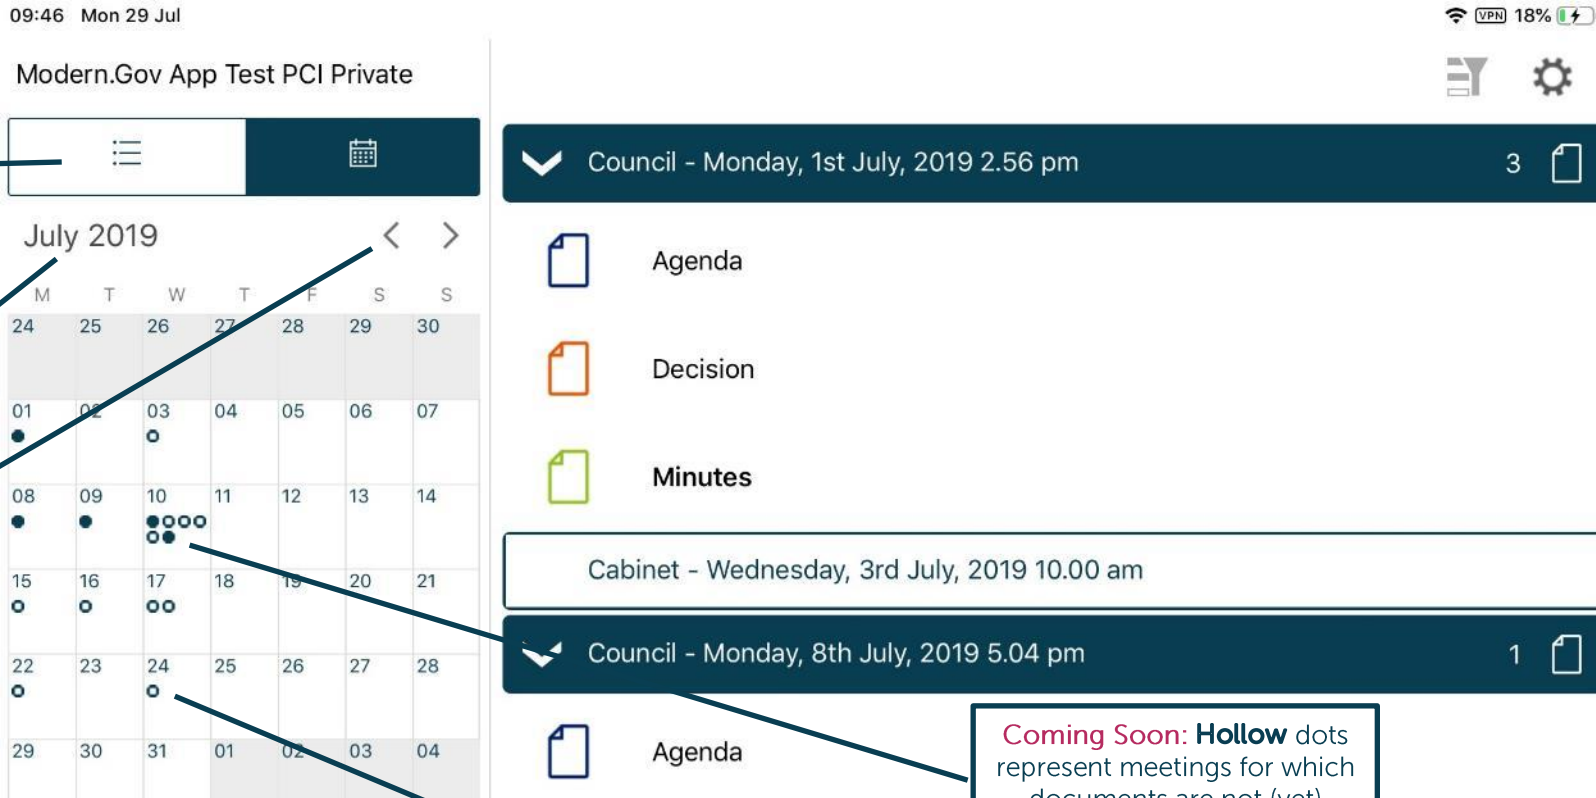 09:46 Mon 29 Jul
VPN 18%
Modern.Gov App Test PCI Private
July 2019
M T W T F S S
24 25 26 27 28 29 30
01 02 03 04 05 06 07
08 09 10 11 12 13 14
15 16 17 18 19 20 21
22 23 24 25 26 27 28
29 30 31 01 02 03 04
Council - Monday, 1st July, 2019 2.56 pm 3
Agenda
Decision
Minutes
Cabinet - Wednesday, 3rd July, 2019 10.00 am
Council - Monday, 8th July, 2019 5.04 pm 1
Agenda
Coming Soon: Hollow dots
represent meetings for which
documents are not (yet)